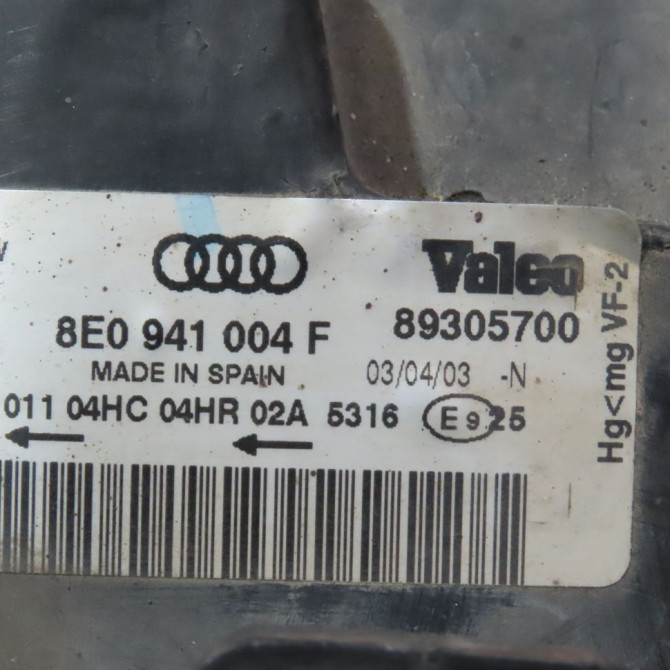 Valeo
8E0 941 004 F 89305700
MADE IN SPAIN 03/04/03 -N
011 04HC 04HR 02A 5316 E9 25
Hg<mg VF-2